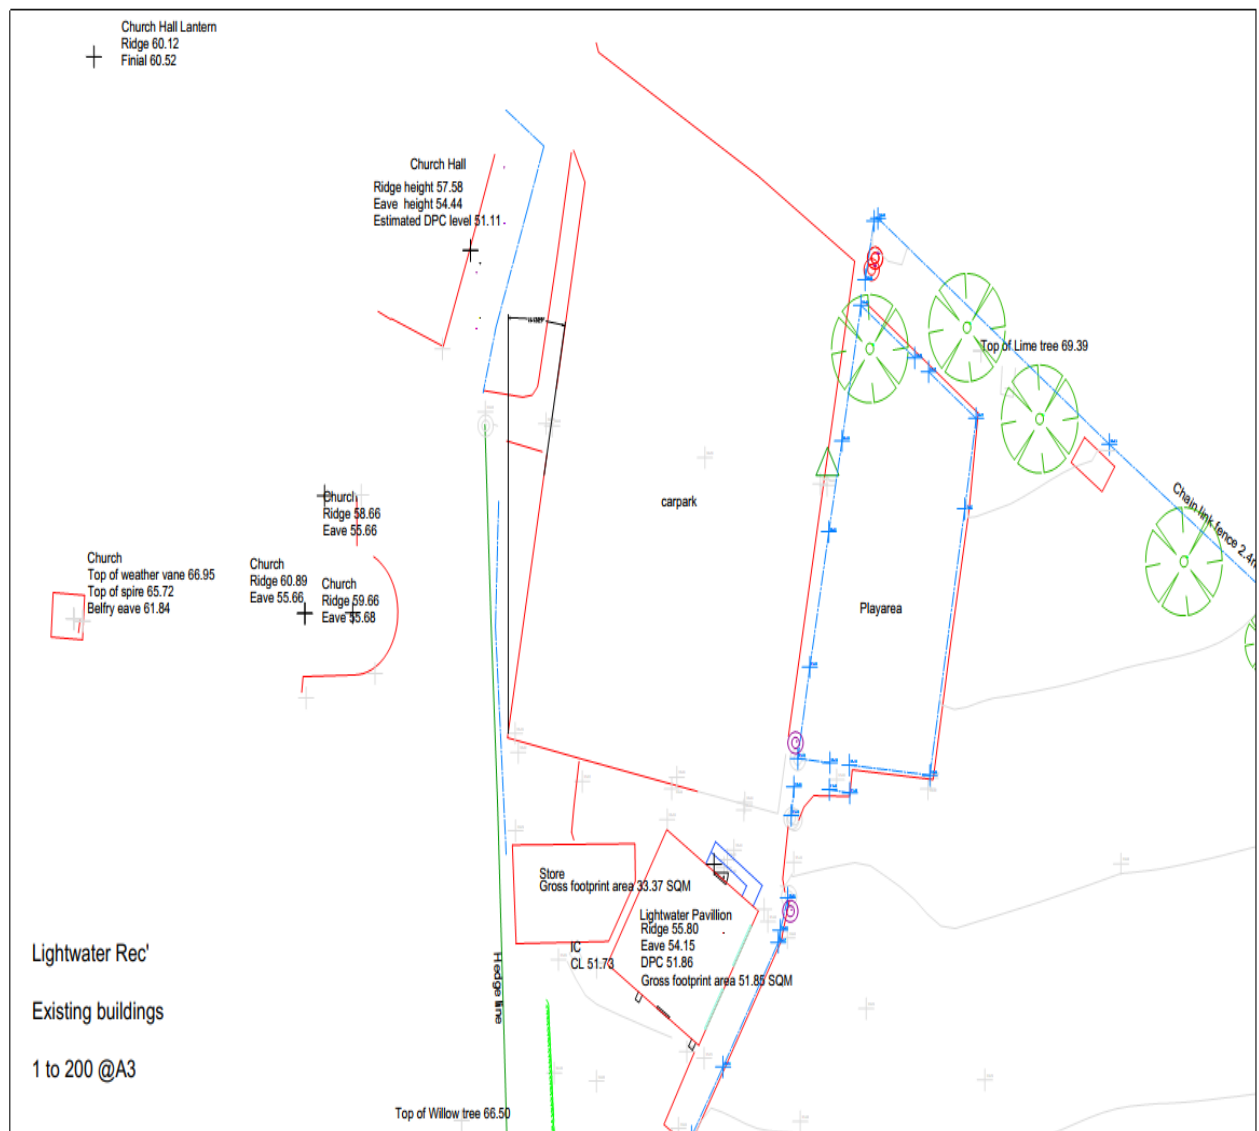 Church Hall Lantern
Ridge 60.12
Finial 60.52
Church Hall
Ridge height 57.58
Eave height 54.44
Estimated DPC level 51.11
Top of Lime tree 69.39
Chain link fence 2.4m
carpark
Church
Ridge 58.66
Eave 55.66
Church
Top of weather vane 66.95
Top of spire 65.72
Belfry eave 61.84
Church
Ridge 60.89
Eave 55.66
Church
Ridge 59.66
Eave 55.68
Playarea
Store
Gross footprint area 33.37 SQM
Lightwater Pavillion
Ridge 55.80
Eave 54.15
DPC 51.86
Gross footprint area 51.85 SQM
IC
CL 51.73
Hedge line
Lightwater Rec'
Existing buildings
1 to 200 @A3
Top of Willow tree 66.50